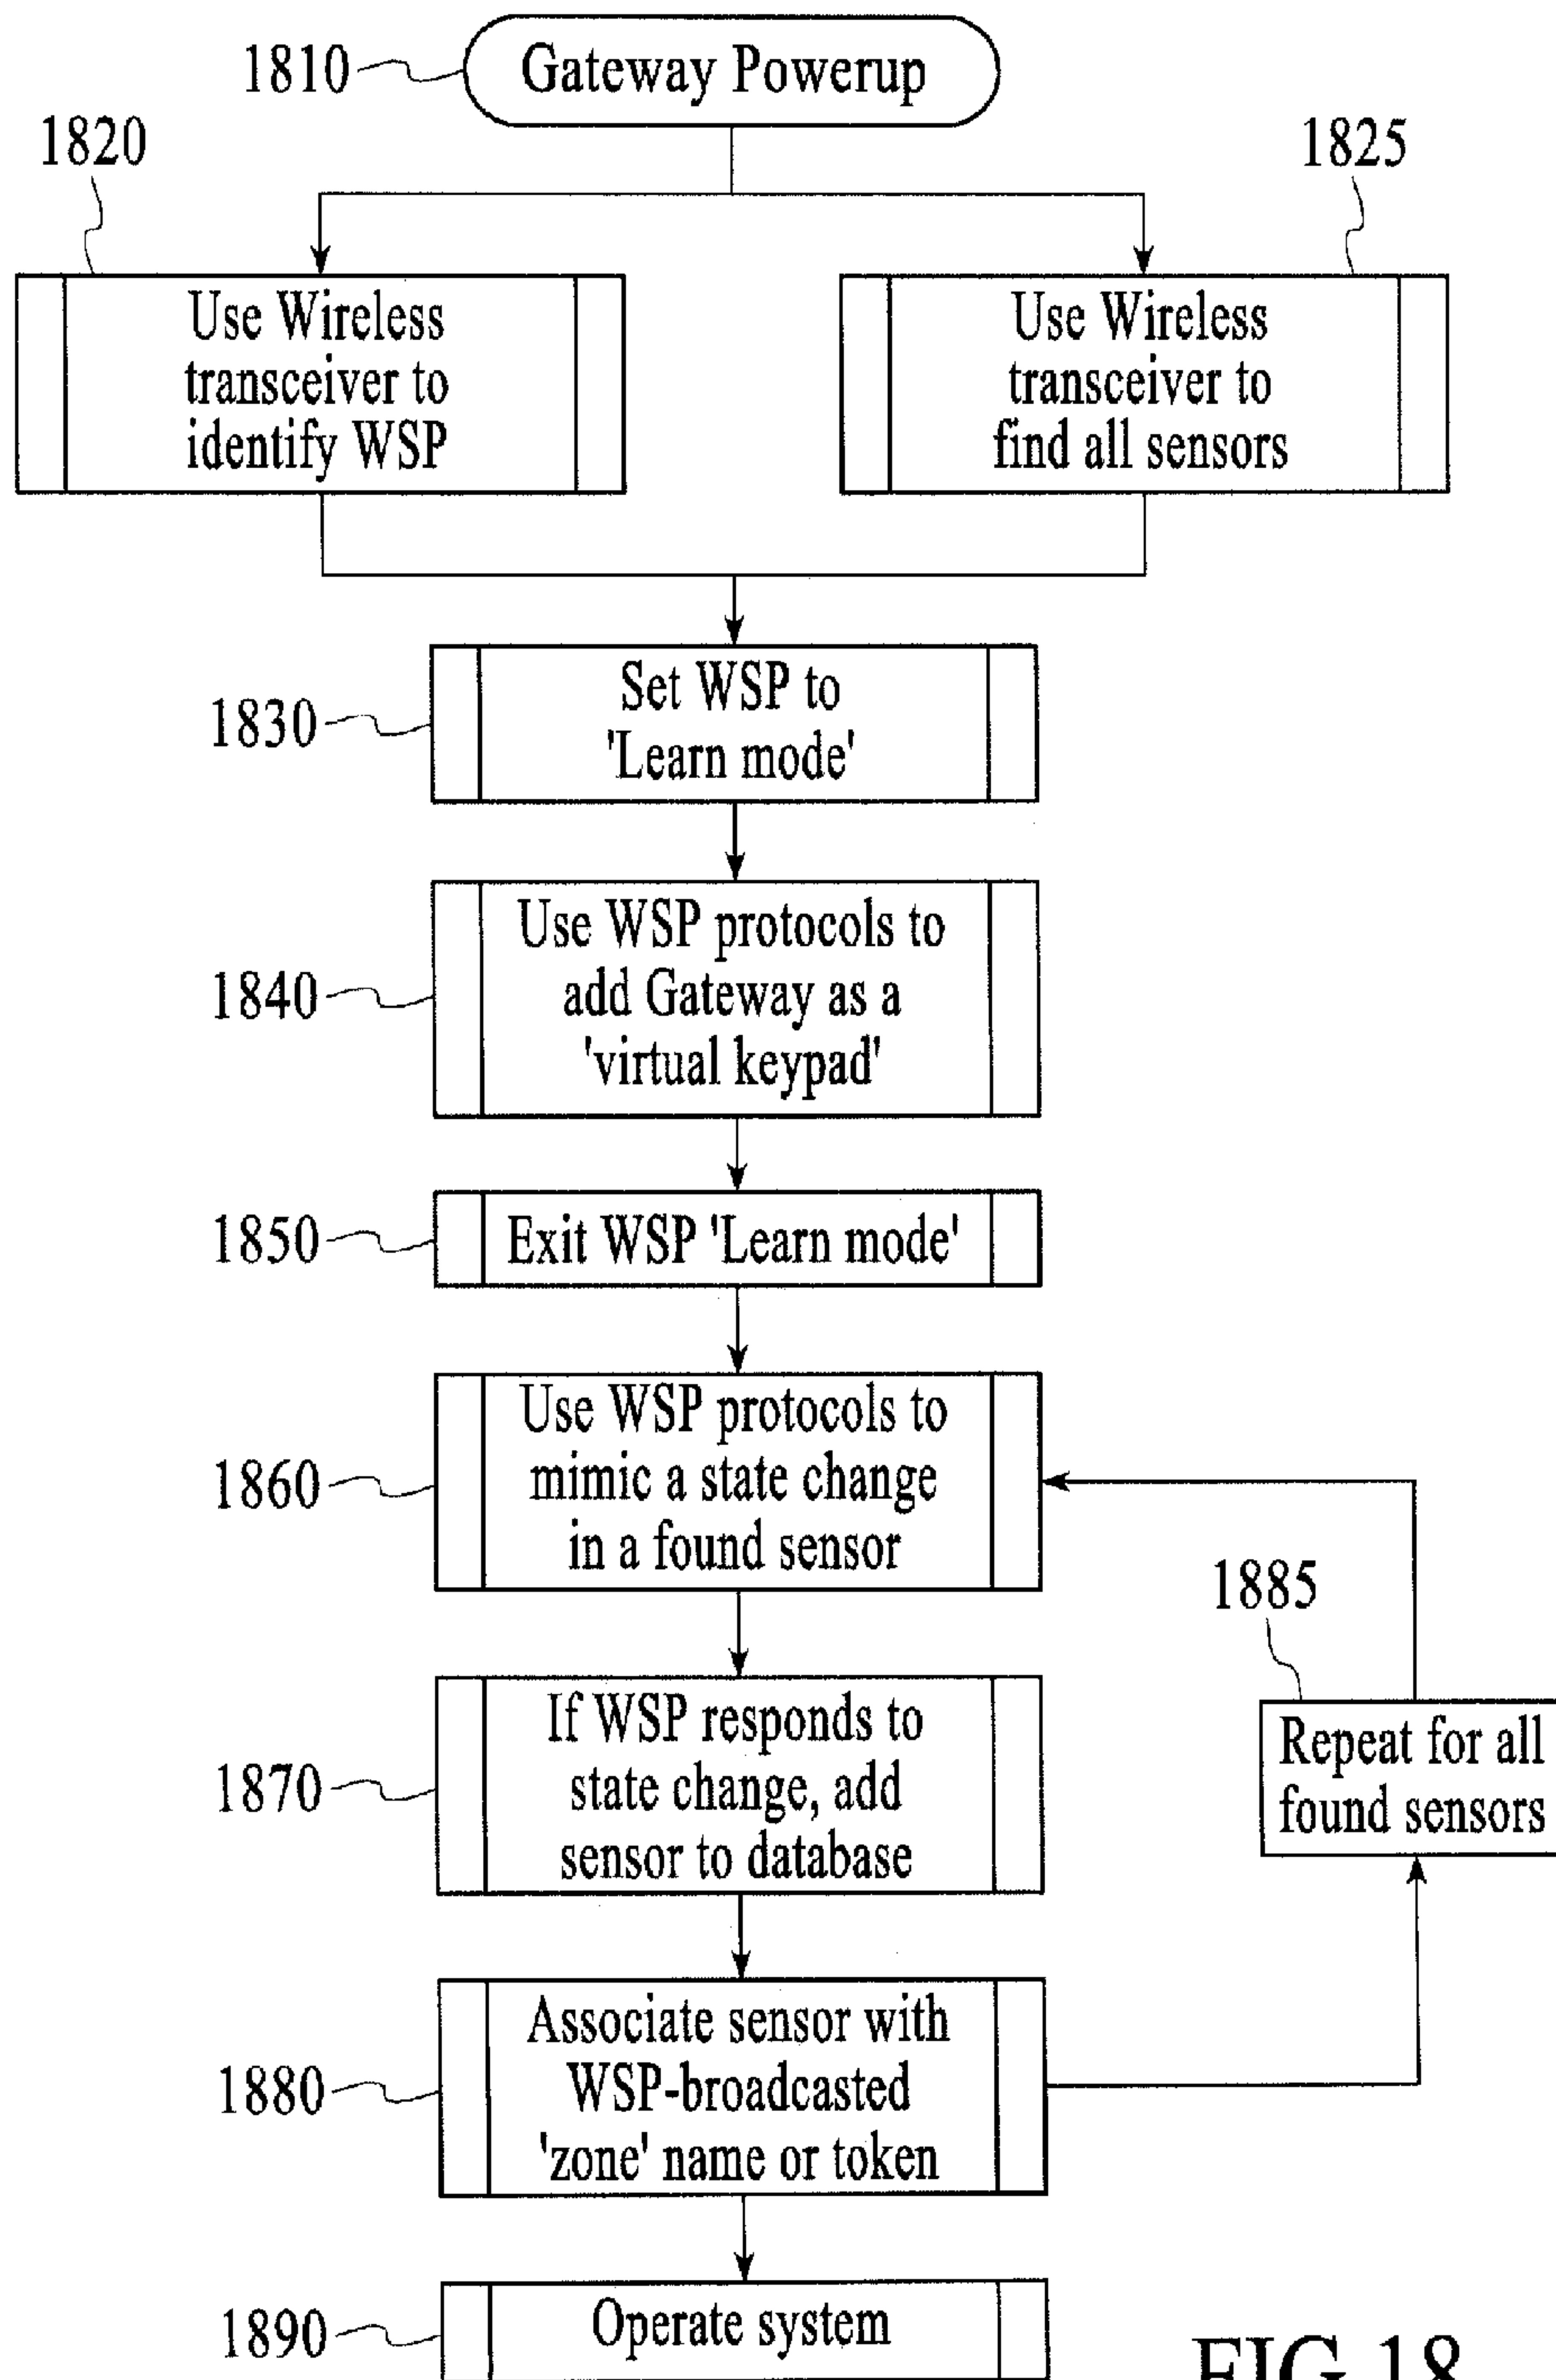 1810
Gateway Powerup
1820
1825
Use Wireless
transceiver to
identify WSP
Use Wireless
transceiver to
find all sensors
1830
Set WSP to
'Learn mode'
1840
Use WSP protocols to
add Gateway as a
'virtual keypad'
1850
Exit WSP 'Learn mode'
1860
Use WSP protocols to
mimic a state change
in a found sensor
1885
Repeat for all
found sensors
1870
If WSP responds to
state change, add
sensor to database
1880
Associate sensor with
WSP-broadcasted
'zone' name or token
1890
Operate system
FIG.18